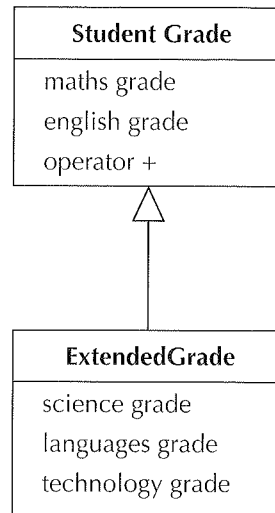 Student Grade
maths grade
english grade
operator +
ExtendedGrade
science grade
languages grade
technology grade